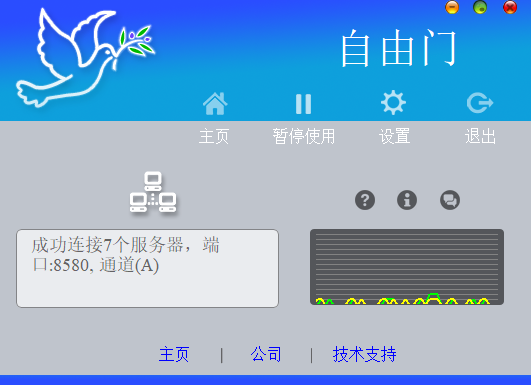 自由门
主页 暂停使用 设置 退出
成功连接7个服务器，端
口:8580, 通道(A)
主页 | 公司 | 技术支持